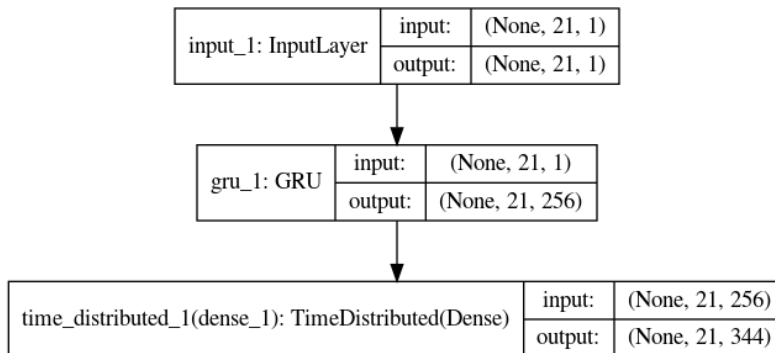 input_1: InputLayer
input: (None, 21, 1)
output: (None, 21, 1)
gru_1: GRU
input: (None, 21, 1)
output: (None, 21, 256)
time_distributed_1(dense_1): TimeDistributed(Dense)
input: (None, 21, 256)
output: (None, 21, 344)